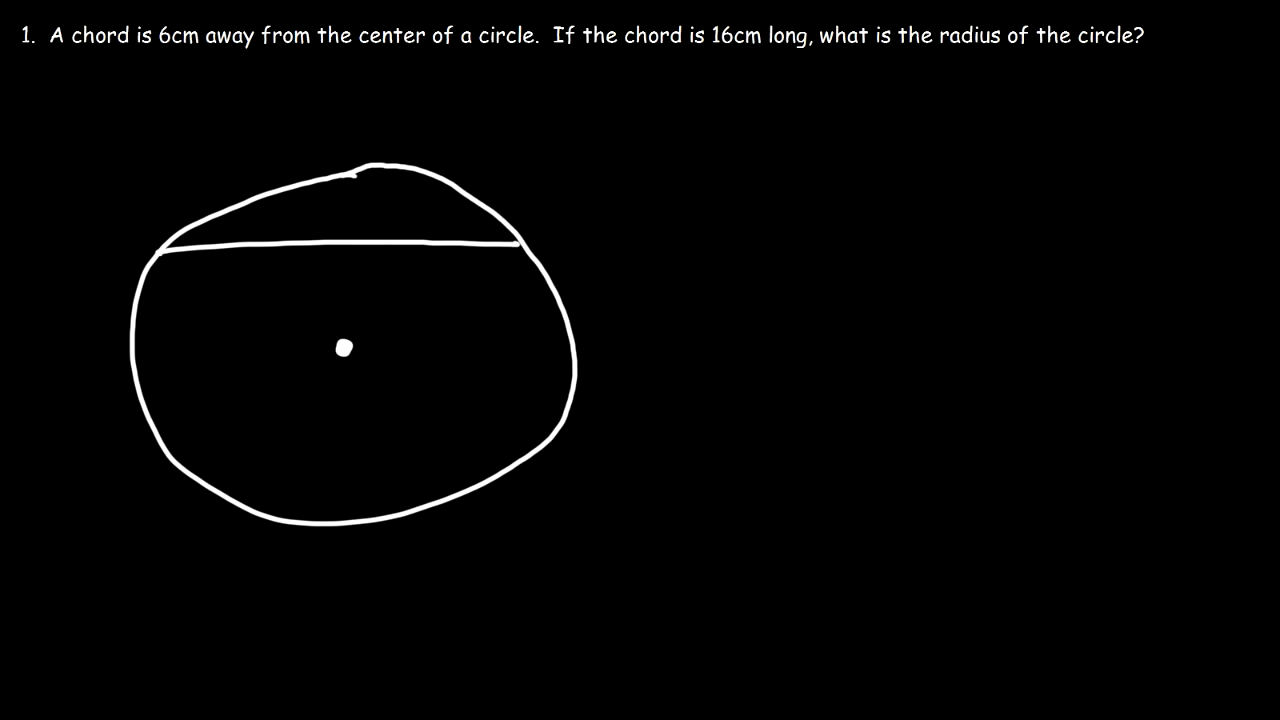 1. A chord is 6cm away from the center of a circle. If the chord is 16cm long, what is the radius of the circle?